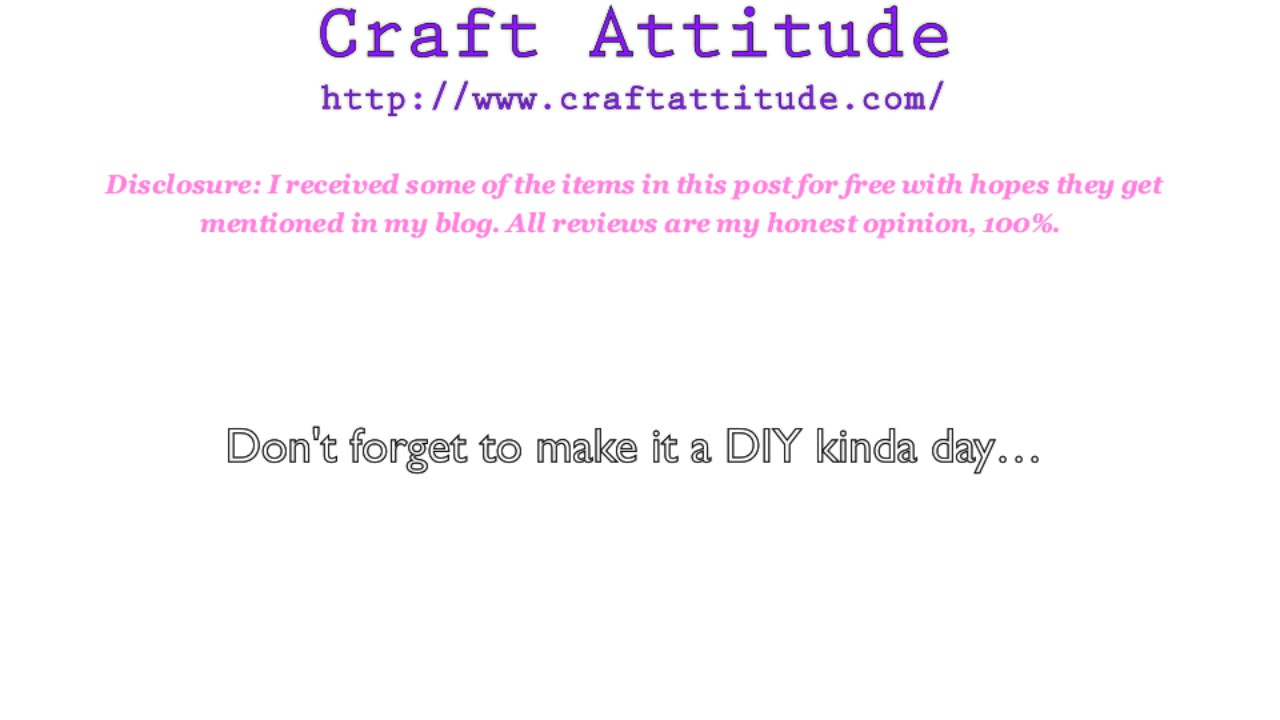 Craft Attitude
http://www.craftattitude.com/
Disclosure: I received some of the items in this post for free with hopes they get
mentioned in my blog. All reviews are my honest opinion, 100%.
Don't forget to make it a DIY kinda day…